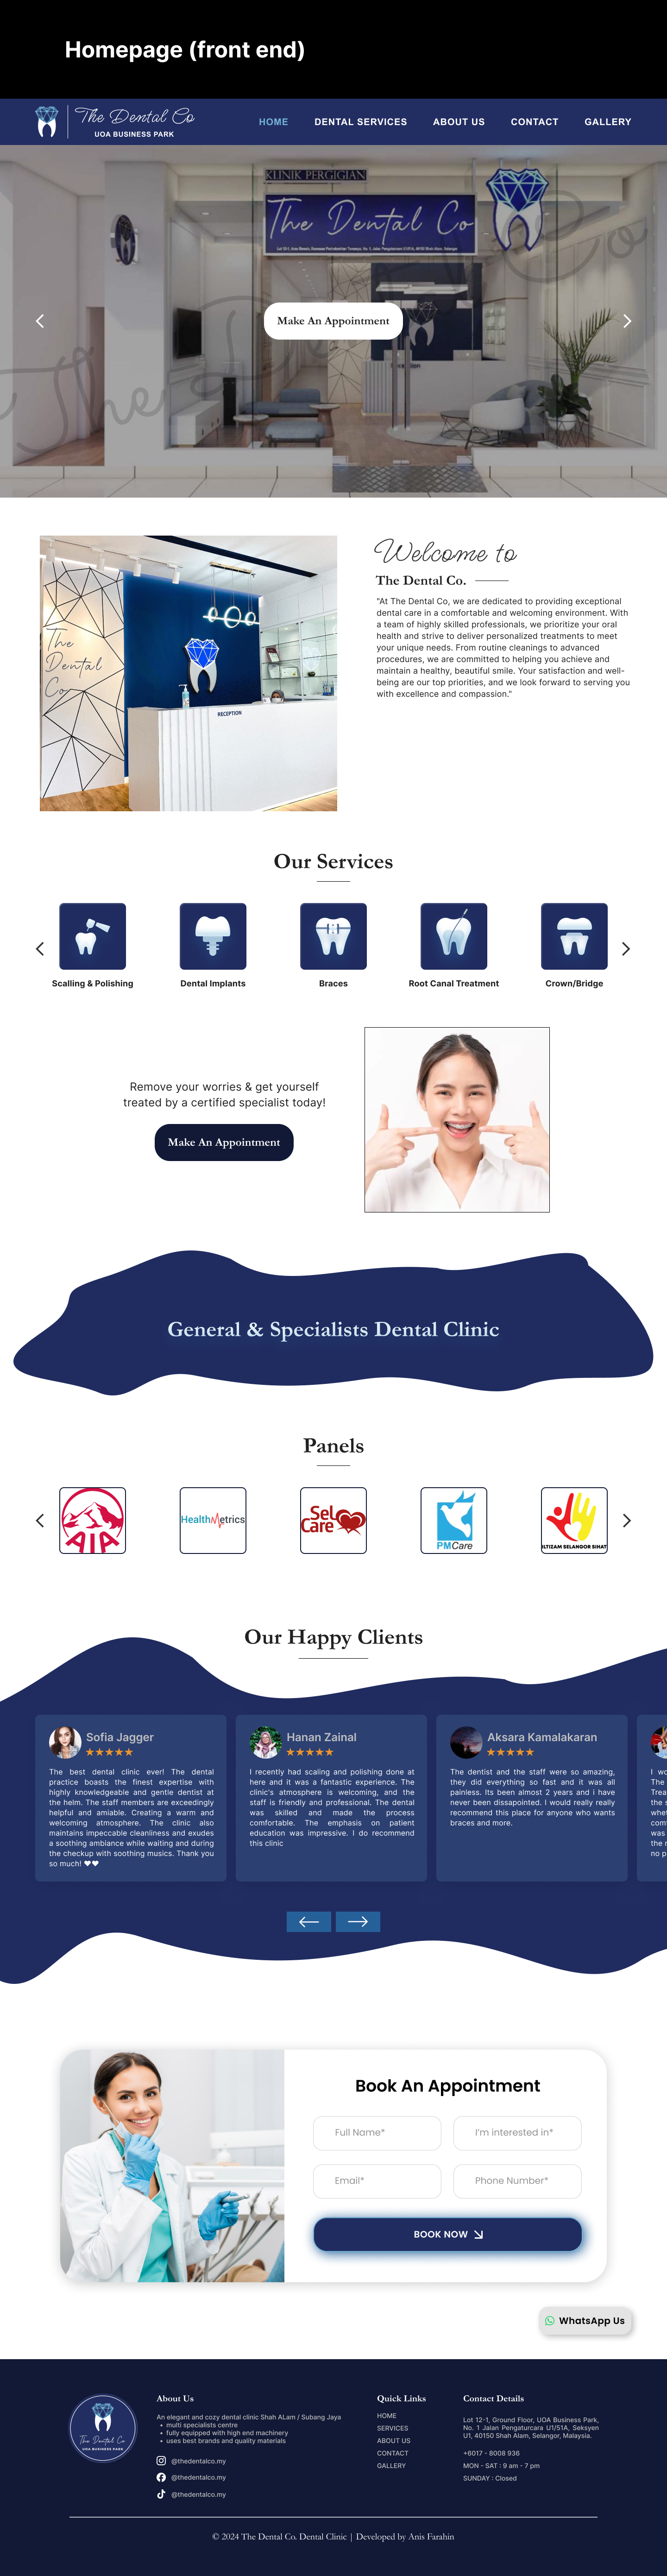 Homepage (front end)
The Dental Co
UOA BUSINESS PARK
HOME
DENTAL SERVICES
ABOUT US
CONTACT
GALLERY
KLINIK PERGIGIAN
The Dental Co
Make An Appointment
The
Dental
Co
RECEPTION
Welcome to
The Dental Co.
"At The Dental Co, we are dedicated to providing exceptional
dental care in a comfortable and welcoming environment. With
a team of highly skilled professionals, we prioritize your oral
health and strive to deliver personalized treatments to meet
your unique needs. From routine cleanings to advanced
procedures, we are committed to helping you achieve and
maintain a healthy, beautiful smile. Your satisfaction and well-
being are our top priorities, and we look forward to serving you
with excellence and compassion."
Our Services
Scalling & Polishing
Dental Implants
Braces
Root Canal Treatment
Crown/Bridge
Remove your worries & get yourself
treated by a certified specialist today!
Make An Appointment
General & Specialists Dental Clinic
Panels
AIA
HealthMetrics
Sel
Care
PMCare
ILTIZAM SELANGOR SIHAT
Our Happy Clients
Sofia Jagger
★★★★★
The best dental clinic ever! The dental
practice boasts the finest expertise with
highly knowledgeable and gentle dentist at
the helm. The staff members are exceedingly
helpful and amiable. Creating a warm and
welcoming atmosphere. The clinic also
maintains impeccable cleanliness and exudes
a soothing ambiance while waiting and during
the checkup with soothing musics. Thank you
so much! ♥♥
Hanan Zainal
★★★★★
I recently had scaling and polishing done at
here and it was a fantastic experience. The
clinic's atmosphere is welcoming, and the
staff is friendly and professional. The dental
was skilled and made the process
comfortable. The emphasis on patient
education was impressive. I do recommend
this clinic
Aksara Kamalakaran
★★★★★
The dentist and the staff were so amazing,
they did everything so fast and it was all
painless. Its been almost 2 years and i have
never been dissapointed. I would really really
recommend this place for anyone who wants
braces and more.
I wo
The
Trea
the s
whet
com
was
the r
no p
Book An Appointment
Full Name*
I'm interested in*
Email*
Phone Number*
BOOK NOW
WhatsApp Us
The Dental Co
UOA BUSINESS PARK
About Us
An elegant and cozy dental clinic Shah ALam / Subang Jaya
• multi specialists centre
• fully equipped with high end machinery
• uses best brands and quality materials
@thedentalco.my
@thedentalco.my
@thedentalco.my
Quick Links
HOME
SERVICES
ABOUT US
CONTACT
GALLERY
Contact Details
Lot 12-1, Ground Floor, UOA Business Park,
No. 1 Jalan Pengaturcara U1/51A, Seksyen
U1, 40150 Shah Alam, Selangor, Malaysia.
+6017 - 8008 936
MON - SAT : 9 am - 7 pm
SUNDAY : Closed
© 2024 The Dental Co. Dental Clinic | Developed by Anis Farahin